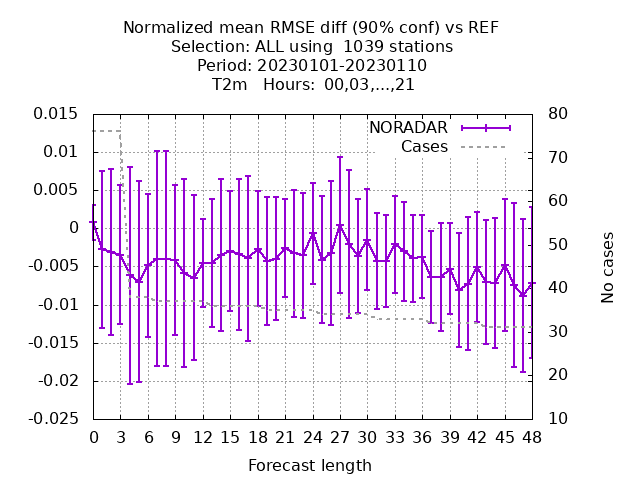 Normalized mean RMSE diff (90% conf) vs REF
Selection: ALL using  1039 stations
Period: 20230101-20230110
T2m   Hours:  00,03,...,21
NORADAR
Cases
0.015
0.01
0.005
0
-0.005
-0.01
-0.015
-0.02
-0.025
80
70
60
50
40
30
20
10
No cases
0 3 6 9 12 15 18 21 24 27 30 33 36 39 42 45 48
Forecast length